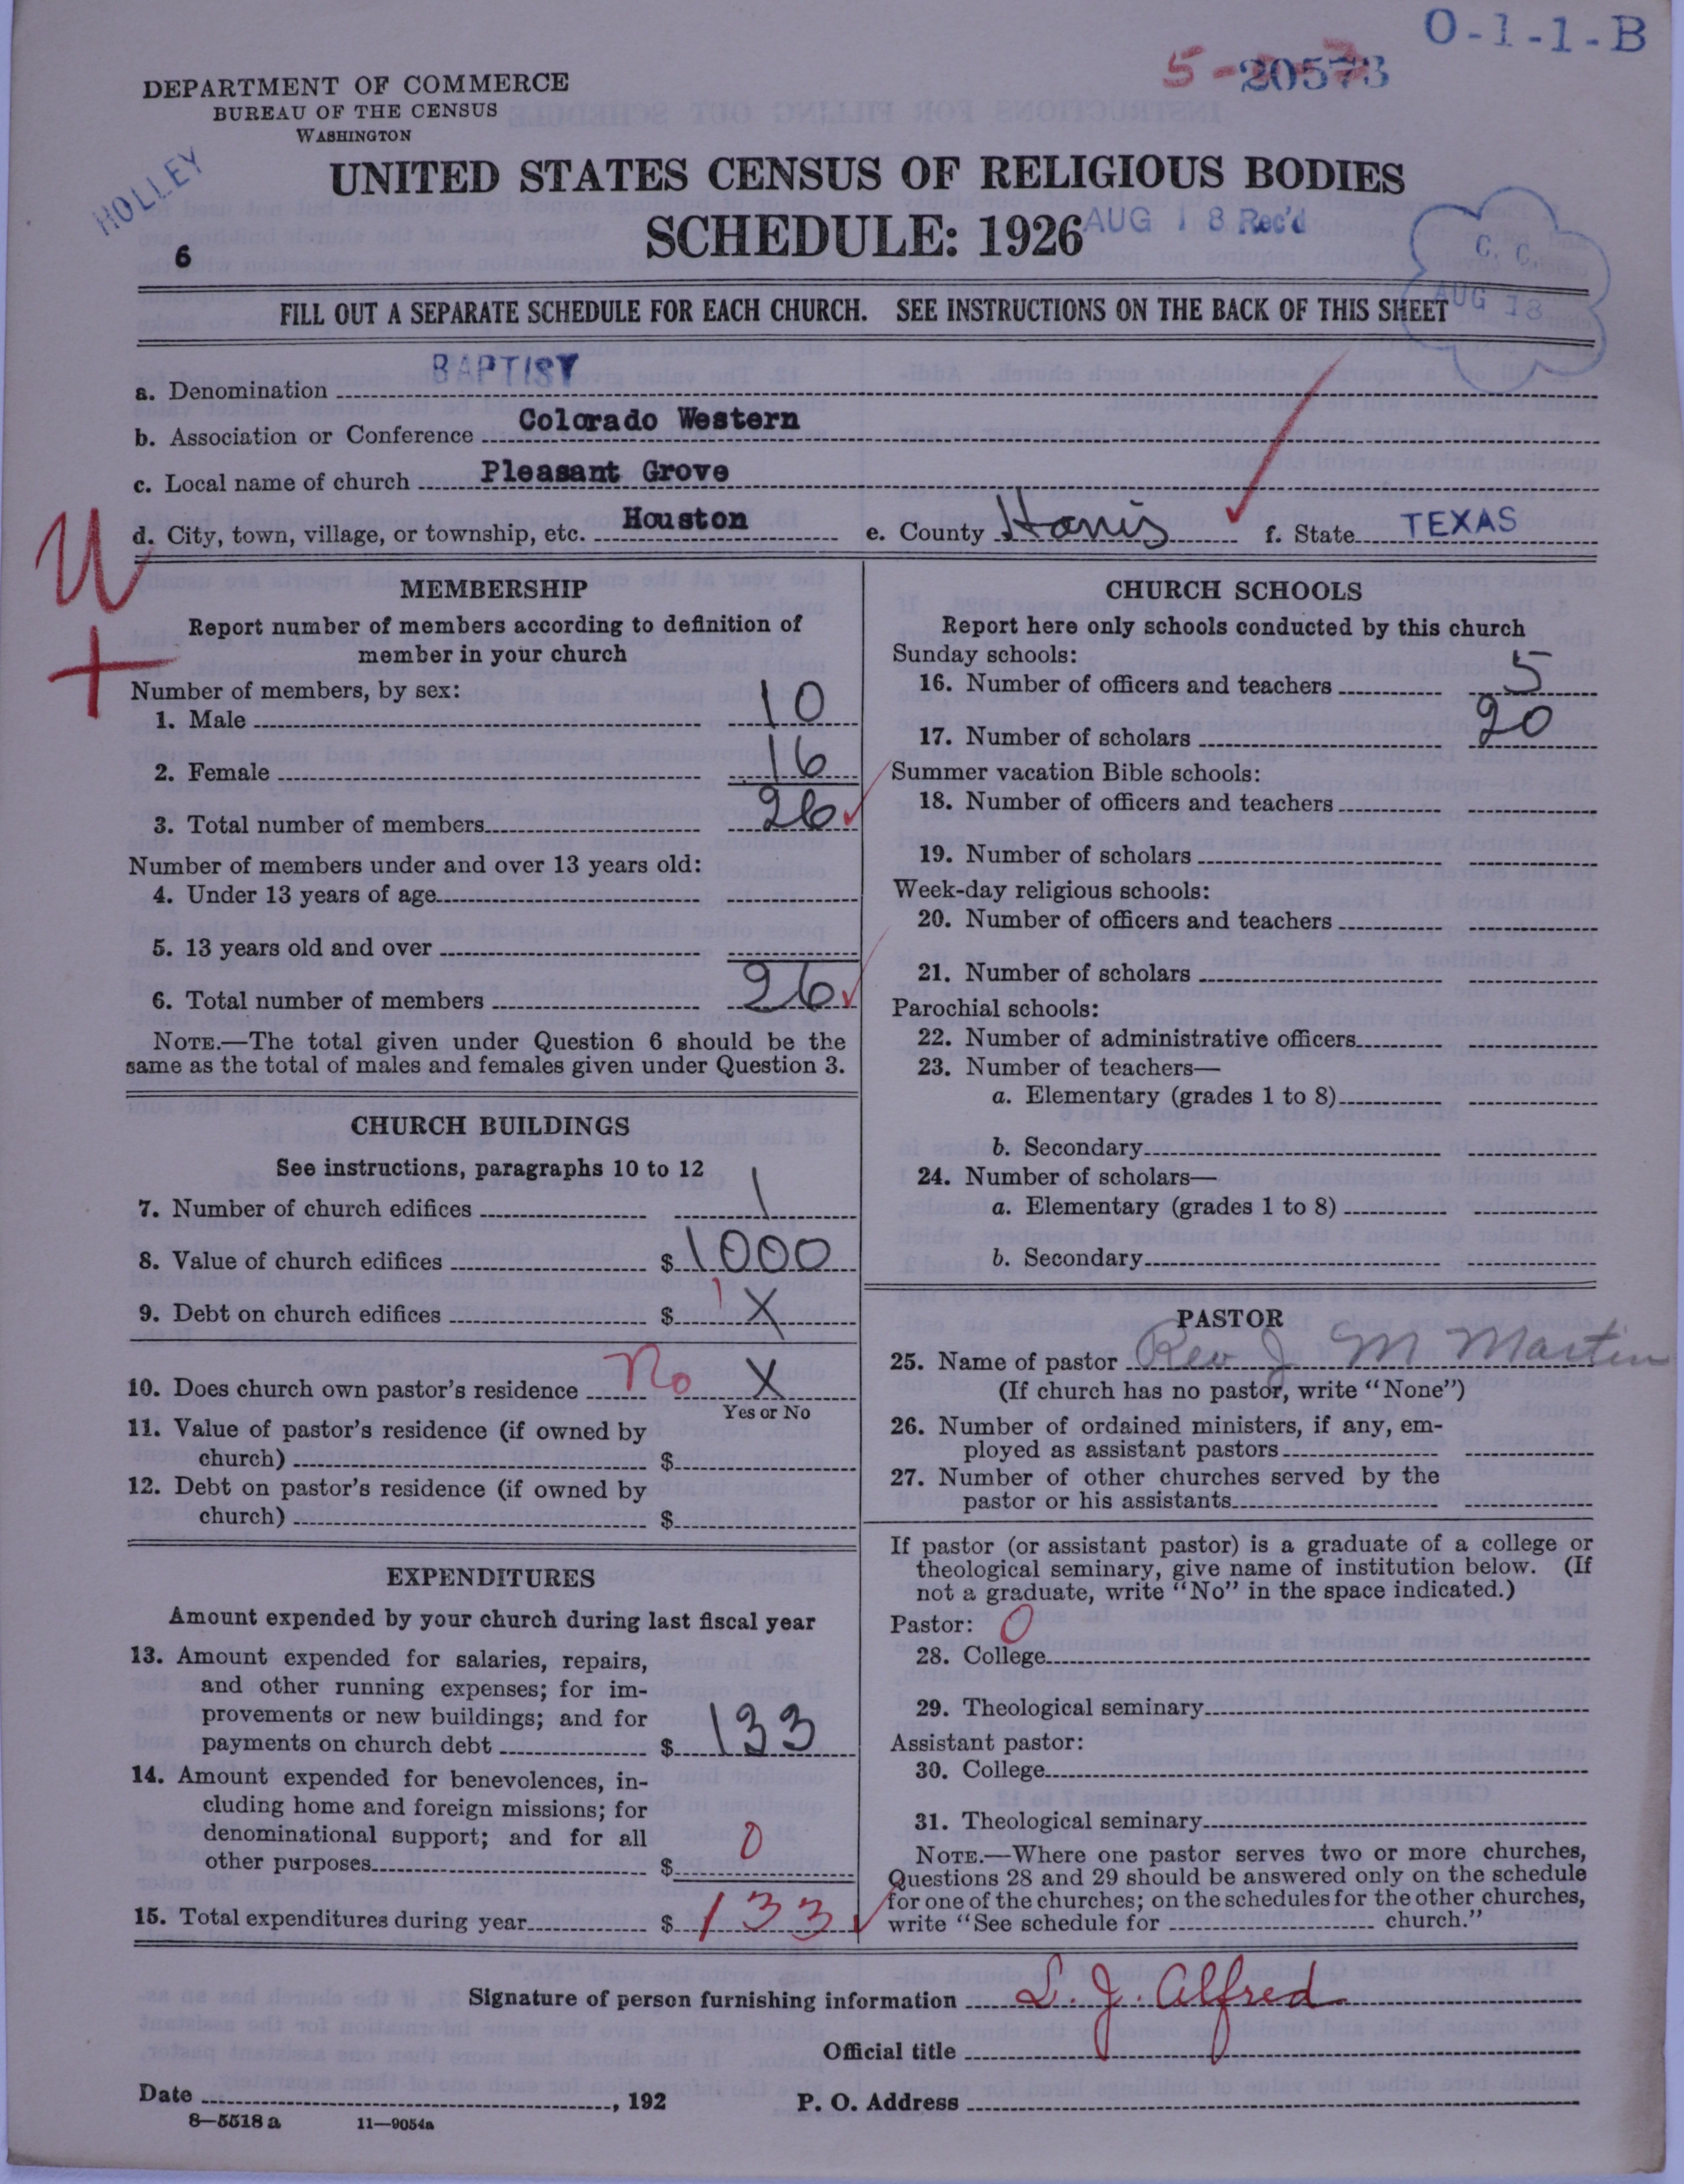 O-1-1-B
20573
DEPARTMENT OF COMMERCE
BUREAU OF THE CENSUS
WASHINGTON
HOLLEY
UNITED STATES CENSUS OF RELIGIOUS BODIES
SCHEDULE: 1926
AUG 18 Rec'd
6
C. C.
AUG 18
FILL OUT A SEPARATE SCHEDULE FOR EACH CHURCH. SEE INSTRUCTIONS ON THE BACK OF THIS SHEET
a. Denomination BAPTIST
b. Association or Conference Colorado Western
c. Local name of church Pleasant Grove
d. City, town, village, or township, etc. Houston e. County Harris f. State TEXAS
U
+
MEMBERSHIP
Report number of members according to definition of
member in your church
Number of members, by sex:
1. Male 10
2. Female 16
3. Total number of members 26
Number of members under and over 13 years old:
4. Under 13 years of age
5. 13 years old and over
6. Total number of members 26
NOTE.—The total given under Question 6 should be the
same as the total of males and females given under Question 3.
CHURCH BUILDINGS
See instructions, paragraphs 10 to 12
7. Number of church edifices 1
8. Value of church edifices $ 1000
9. Debt on church edifices $ X
10. Does church own pastor's residence No X
Yes or No
11. Value of pastor's residence (if owned by
church) $
12. Debt on pastor's residence (if owned by
church) $
EXPENDITURES
Amount expended by your church during last fiscal year
13. Amount expended for salaries, repairs,
and other running expenses; for im-
provements or new buildings; and for
payments on church debt $ 133
14. Amount expended for benevolences, in-
cluding home and foreign missions; for
denominational support; and for all
other purposes $ 0
15. Total expenditures during year $ 133
CHURCH SCHOOLS
Report here only schools conducted by this church
Sunday schools:
16. Number of officers and teachers 5
17. Number of scholars 20
Summer vacation Bible schools:
18. Number of officers and teachers
19. Number of scholars
Week-day religious schools:
20. Number of officers and teachers
21. Number of scholars
Parochial schools:
22. Number of administrative officers
23. Number of teachers—
a. Elementary (grades 1 to 8)
b. Secondary
24. Number of scholars—
a. Elementary (grades 1 to 8)
b. Secondary
PASTOR
25. Name of pastor Rev J M Martin
(If church has no pastor, write "None")
26. Number of ordained ministers, if any, em-
ployed as assistant pastors
27. Number of other churches served by the
pastor or his assistants
If pastor (or assistant pastor) is a graduate of a college or
theological seminary, give name of institution below. (If
not a graduate, write "No" in the space indicated.)
Pastor: 0
28. College
29. Theological seminary
Assistant pastor:
30. College
31. Theological seminary
NOTE.—Where one pastor serves two or more churches,
Questions 28 and 29 should be answered only on the schedule
for one of the churches; on the schedules for the other churches,
write "See schedule for church."
Signature of person furnishing information L. J. Alfred
Official title
Date , 192 P. O. Address
8—5518 a 11—9054a